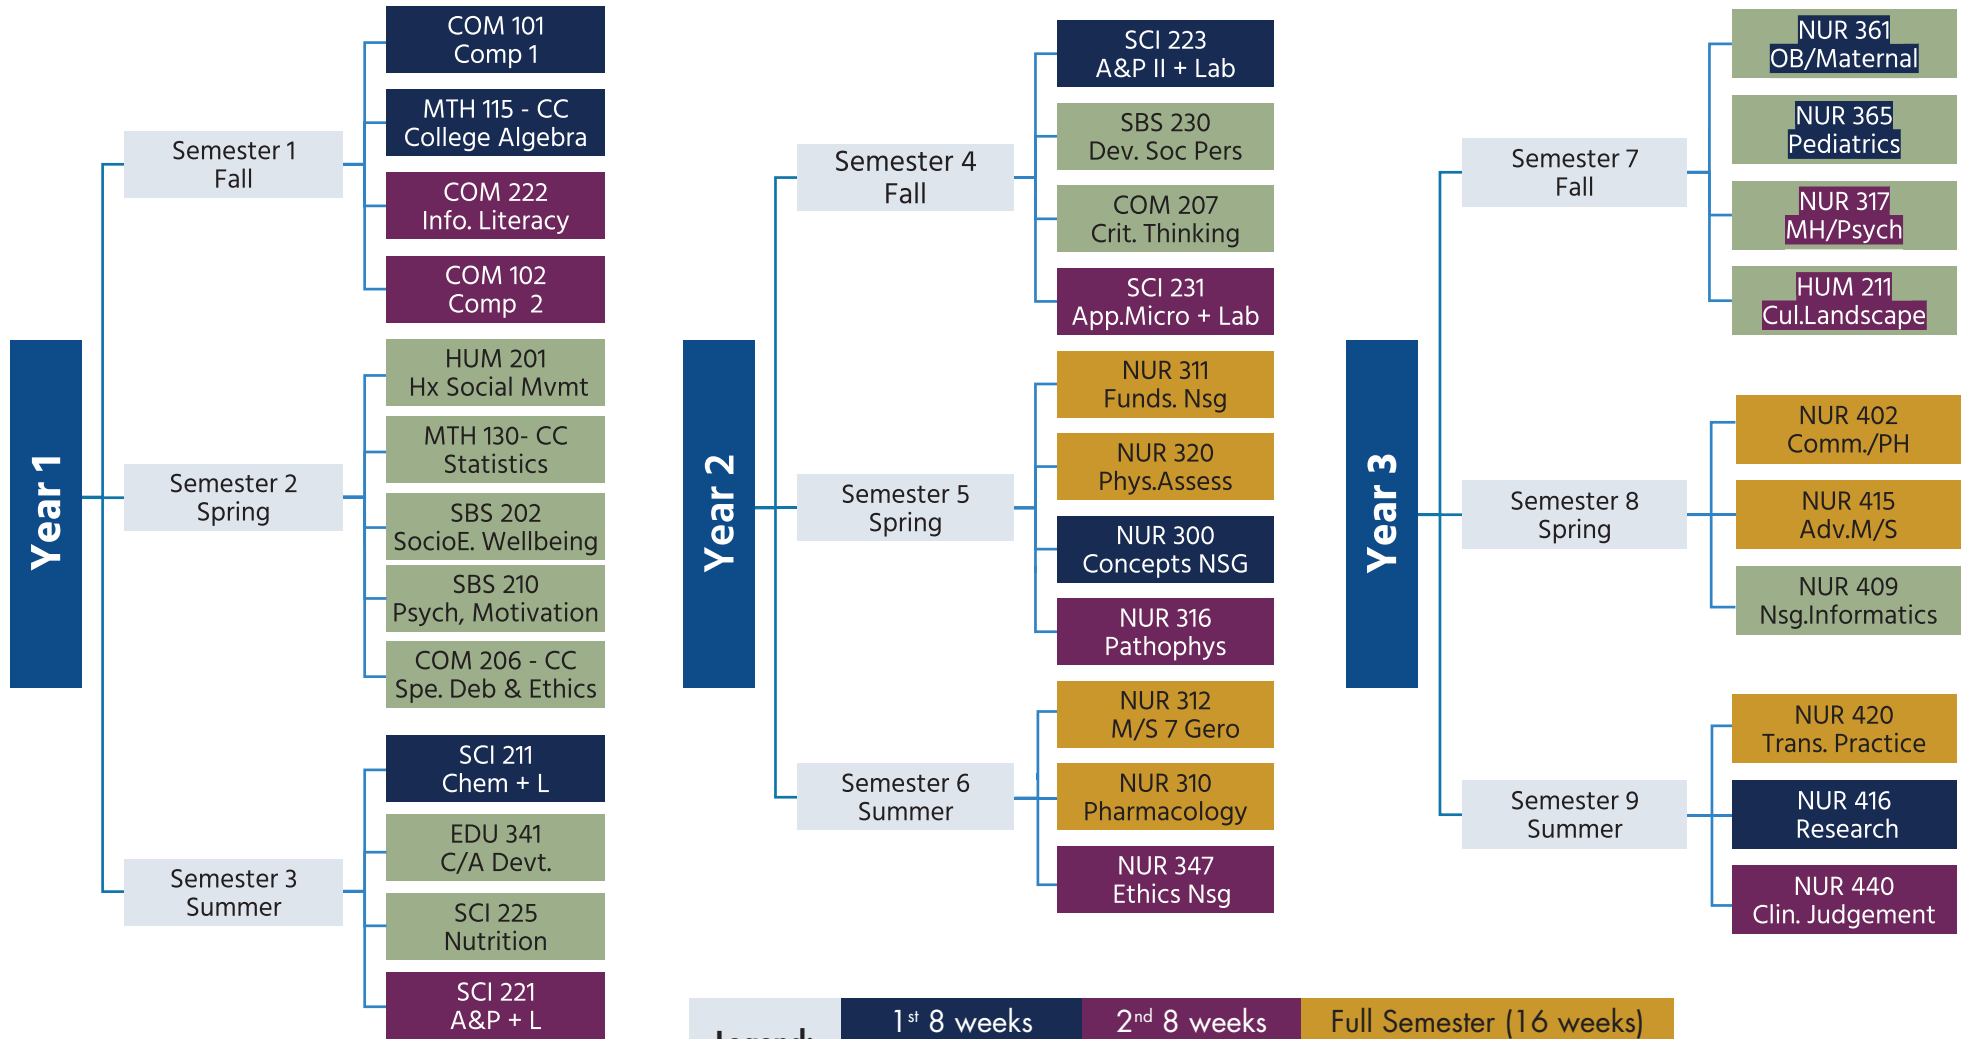 Year 1
Semester 1
Fall
COM 101
Comp 1
MTH 115 - CC
College Algebra
COM 222
Info. Literacy
COM 102
Comp 2
Semester 2
Spring
HUM 201
Hx Social Mvmt
MTH 130- CC
Statistics
SBS 202
SocioE. Wellbeing
SBS 210
Psych, Motivation
COM 206 - CC
Spe. Deb & Ethics
Semester 3
Summer
SCI 211
Chem + L
EDU 341
C/A Devt.
SCI 225
Nutrition
SCI 221
A&P + L
Year 2
Semester 4
Fall
SCI 223
A&P II + Lab
SBS 230
Dev. Soc Pers
COM 207
Crit. Thinking
SCI 231
App.Micro + Lab
Semester 5
Spring
NUR 311
Funds. Nsg
NUR 320
Phys.Assess
NUR 300
Concepts NSG
NUR 316
Pathophys
Semester 6
Summer
NUR 312
M/S 7 Gero
NUR 310
Pharmacology
NUR 347
Ethics Nsg
Year 3
Semester 7
Fall
NUR 361
OB/Maternal
NUR 365
Pediatrics
NUR 317
MH/Psych
HUM 211
Cul.Landscape
Semester 8
Spring
NUR 402
Comm./PH
NUR 415
Adv.M/S
NUR 409
Nsg.Informatics
Semester 9
Summer
NUR 420
Trans. Practice
NUR 416
Research
NUR 440
Clin. Judgement
1st 8 weeks
2nd 8 weeks
Full Semester (16 weeks)